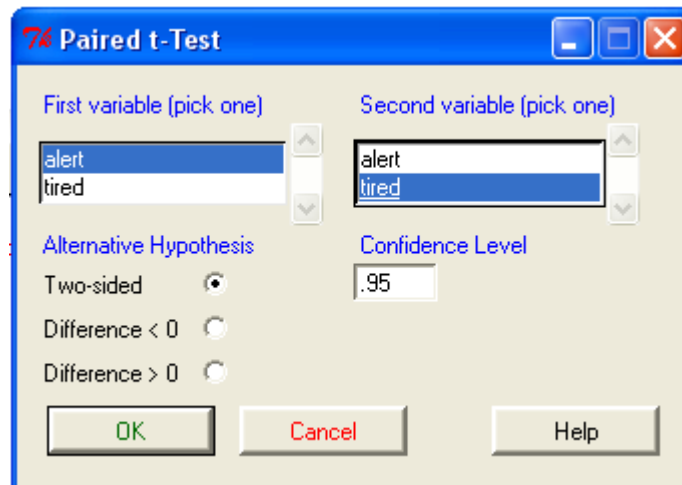 Paired t-Test
First variable (pick one)
Second variable (pick one)
alert
tired
alert
tired
Alternative Hypothesis
Confidence Level
Two-sided
.95
Difference < 0
Difference > 0
OK
Cancel
Help